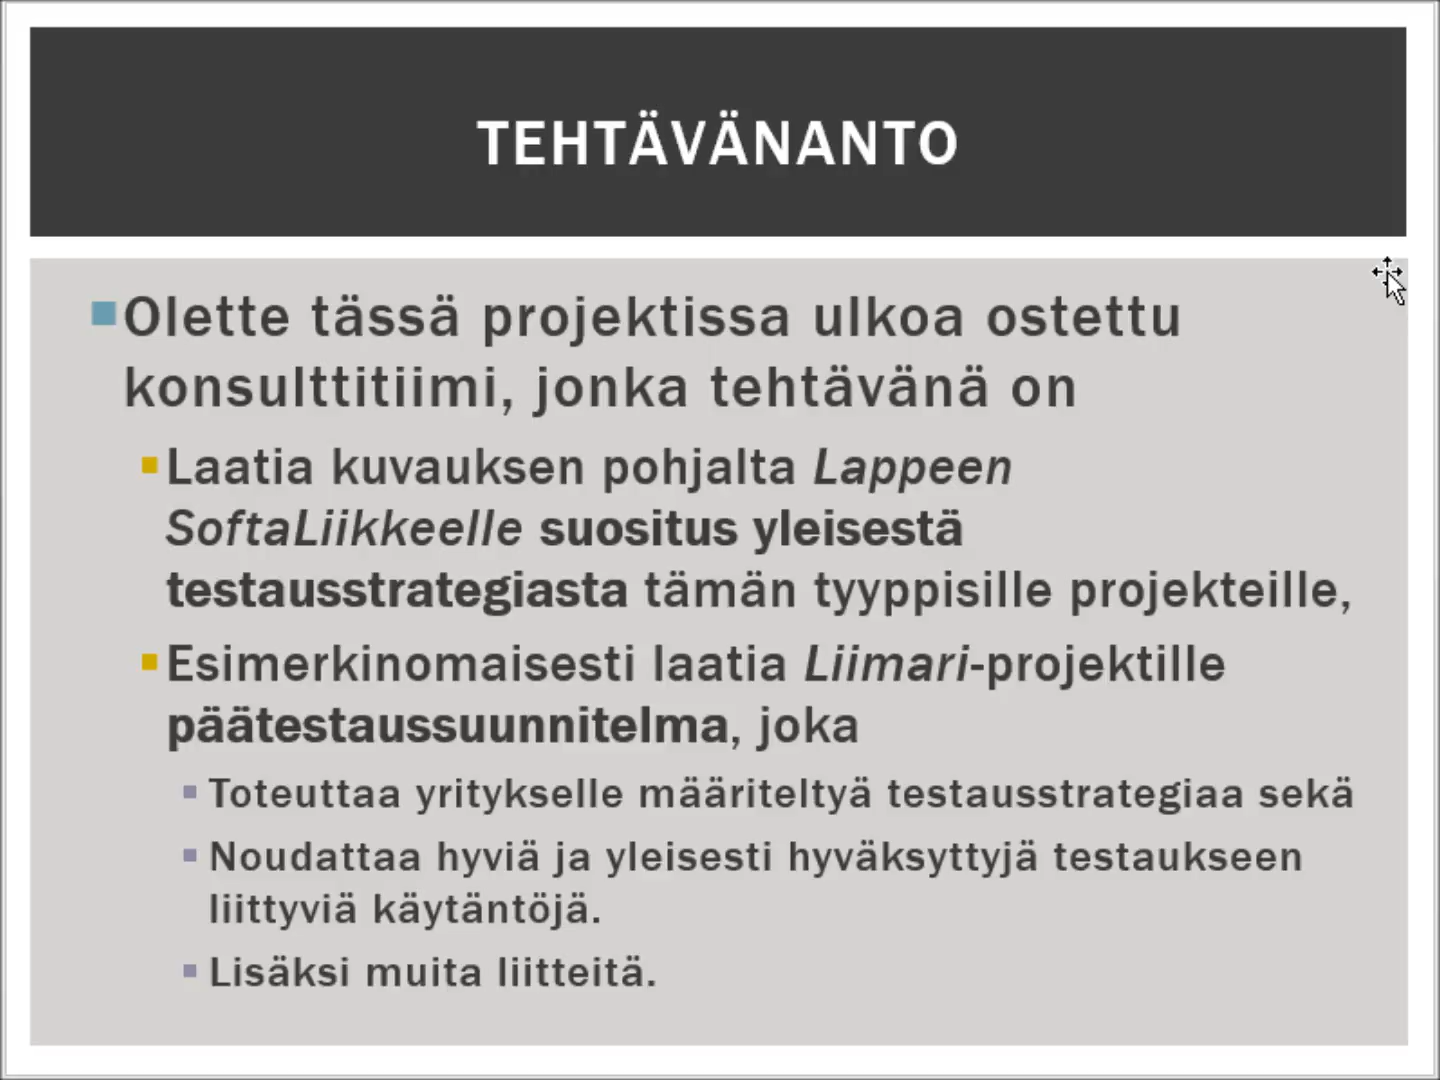 TEHTÄVÄNANTO
Olette tässä projektissa ulkoa ostettu
konsulttitiimi, jonka tehtävänä on
Laatia kuvauksen pohjalta Lappeen
SoftaLiikkeelle suositus yleisestä
testausstrategiasta tämän tyyppisille projekteille,
Esimerkinomaisesti laatia Liimari-projektille
päätestaussuunnitelma, joka
Toteuttaa yritykselle määriteltyä testausstrategiaa sekä
Noudattaa hyviä ja yleisesti hyväksyttyjä testaukseen
liittyviä käytäntöjä.
Lisäksi muita liitteitä.